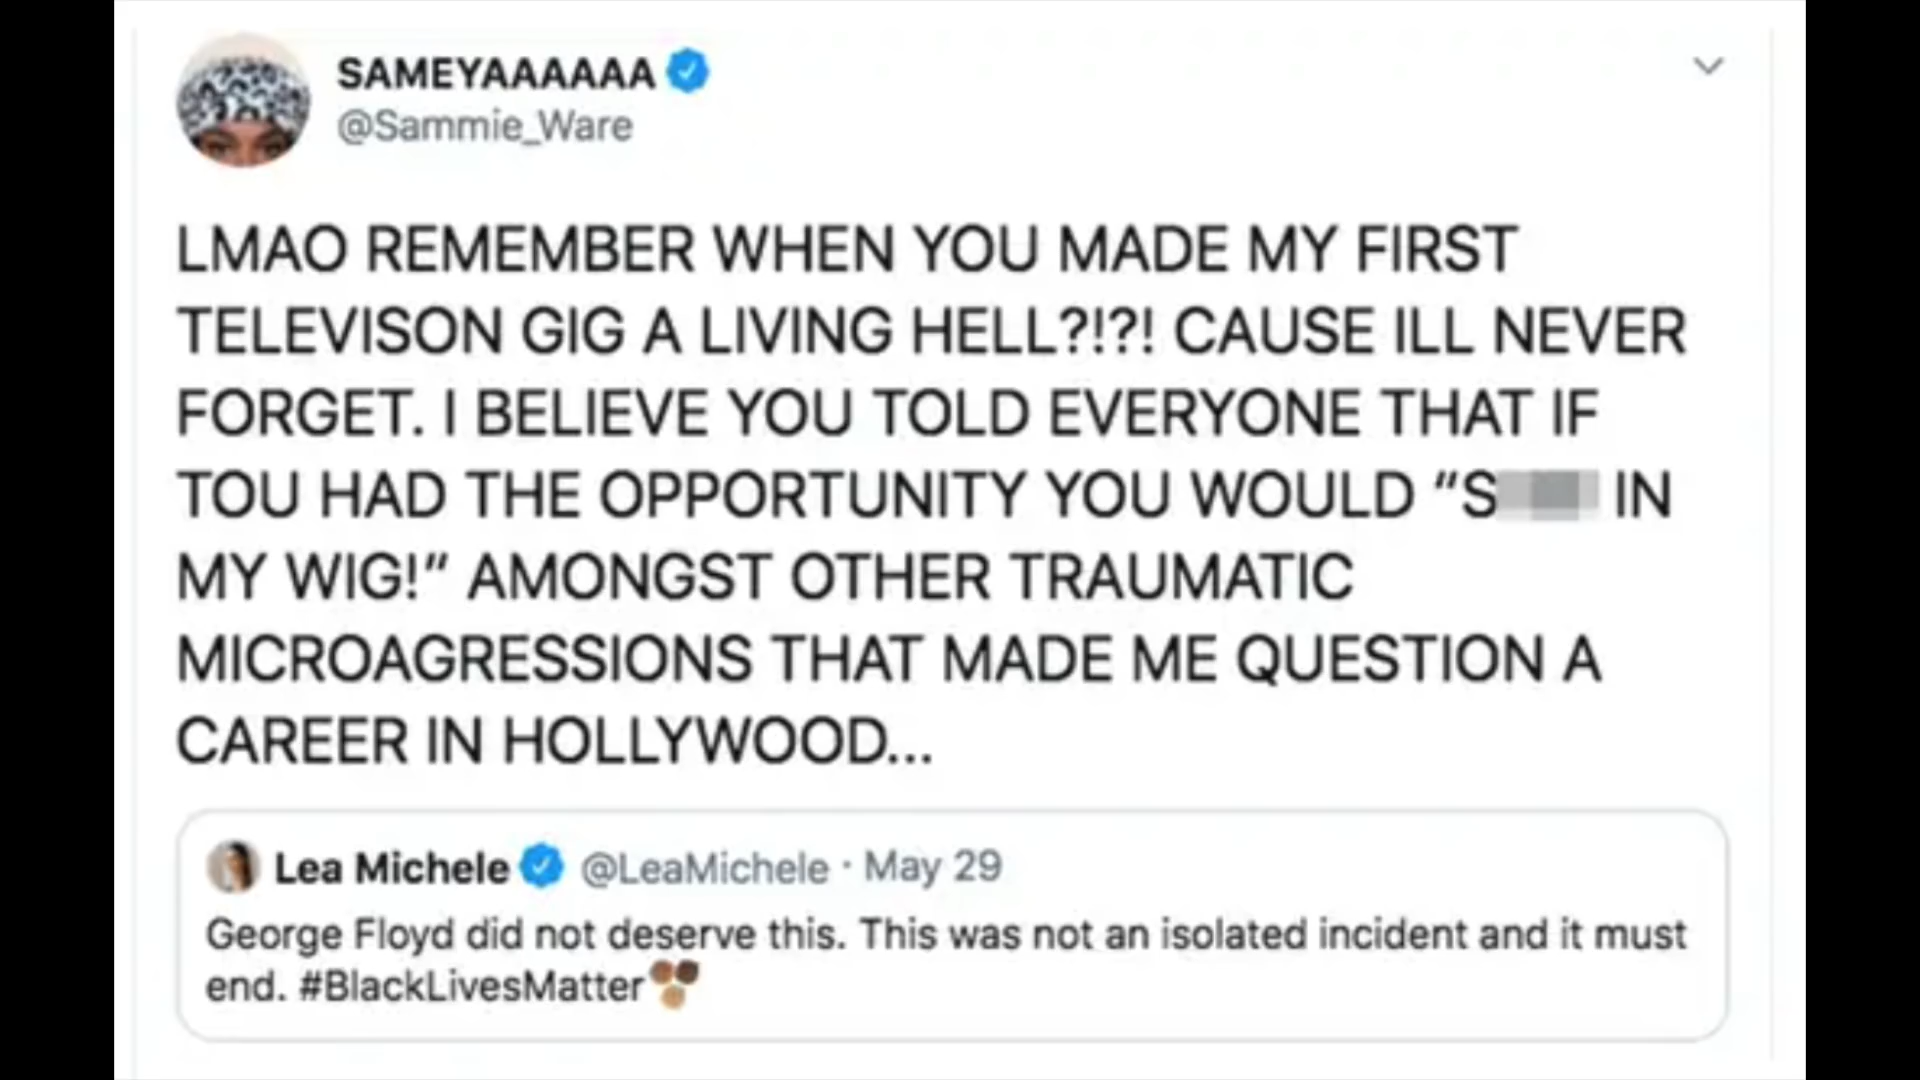 SAMEYAAAAAA
@Sammie_Ware
LMAO REMEMBER WHEN YOU MADE MY FIRST
TELEVISON GIG A LIVING HELL?!?! CAUSE ILL NEVER
FORGET. I BELIEVE YOU TOLD EVERYONE THAT IF
TOU HAD THE OPPORTUNITY YOU WOULD “S IN
MY WIG!” AMONGST OTHER TRAUMATIC
MICROAGRESSIONS THAT MADE ME QUESTION A
CAREER IN HOLLYWOOD...
Lea Michele @LeaMichele · May 29
George Floyd did not deserve this. This was not an isolated incident and it must
end. #BlackLivesMatter